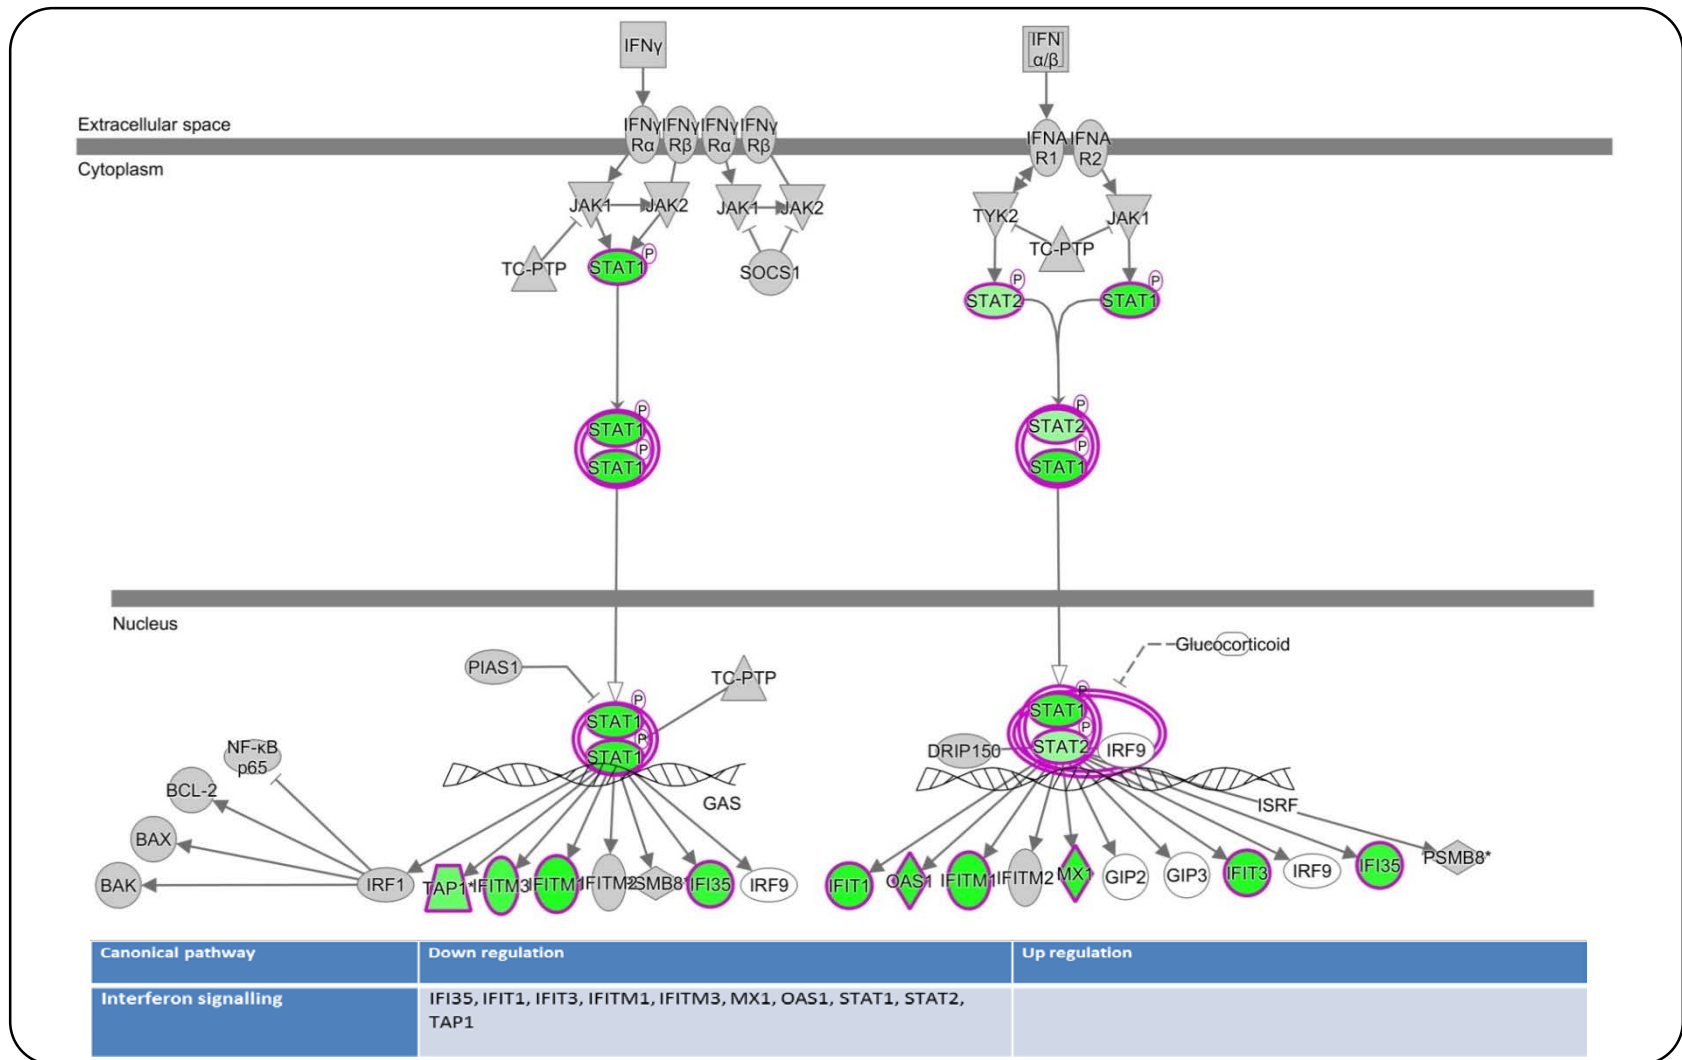 IFNγ
IFN
α/β
Extracellular space
IFNγ
Rα
IFNγ
Rβ
IFNγ
Rα
IFNγ
Rβ
IFNA
R1
IFNA
R2
Cytoplasm
JAK1
JAK2
JAK1
JAK2
TYK2
JAK1
TC-PTP
STAT1
P
SOCS1
TC-PTP
STAT2
P
STAT1
P
STAT1
P
STAT1
P
STAT2
P
STAT1
P
Nucleus
Glucocorticoid
PIAS1
TC-PTP
STAT1
P
STAT1
P
STAT1
P
STAT2
P
IRF9
DRIP150
NF-κB
p65
BCL-2
BAX
BAK
GAS
ISRF
IRF1
TAP1*
IFITM3
IFITM1
IFITM2
PSMB8*
IFI35
IRF9
IFIT1
OAS1
IFITM1
IFITM2
MX1
GIP2
GIP3
IFIT3
IRF9
IFI35
PSMB8*
Canonical pathway
Down regulation
Up regulation
Interferon signalling
IFI35, IFIT1, IFIT3, IFITM1, IFITM3, MX1, OAS1, STAT1, STAT2,
TAP1